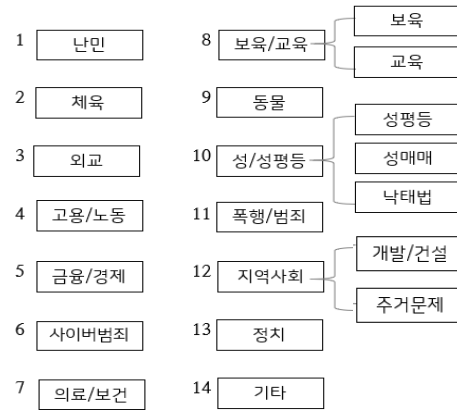 1 난민
2 체육
3 외교
4 고용/노동
5 금융/경제
6 사이버범죄
7 의료/보건
8 보육/교육
보육
교육
9 동물
10 성/성평등
성평등
성매매
낙태법
11 폭행/범죄
12 지역사회
개발/건설
주거문제
13 정치
14 기타